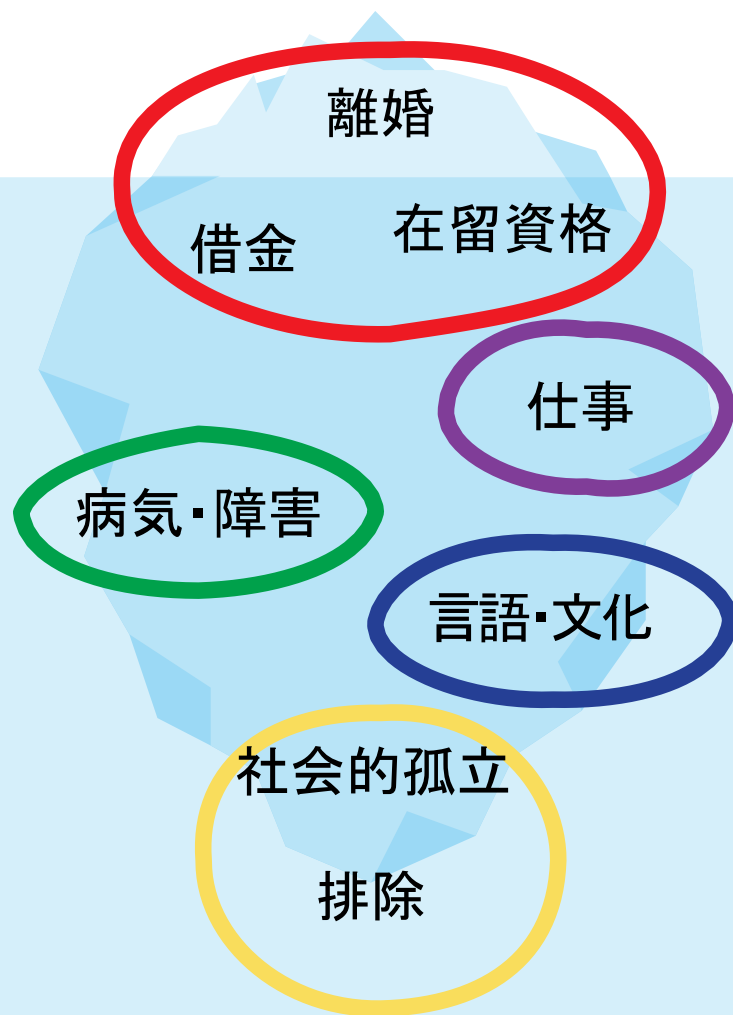 離婚
借金
在留資格
仕事
病気・障害
言語・文化
社会的孤立
排除